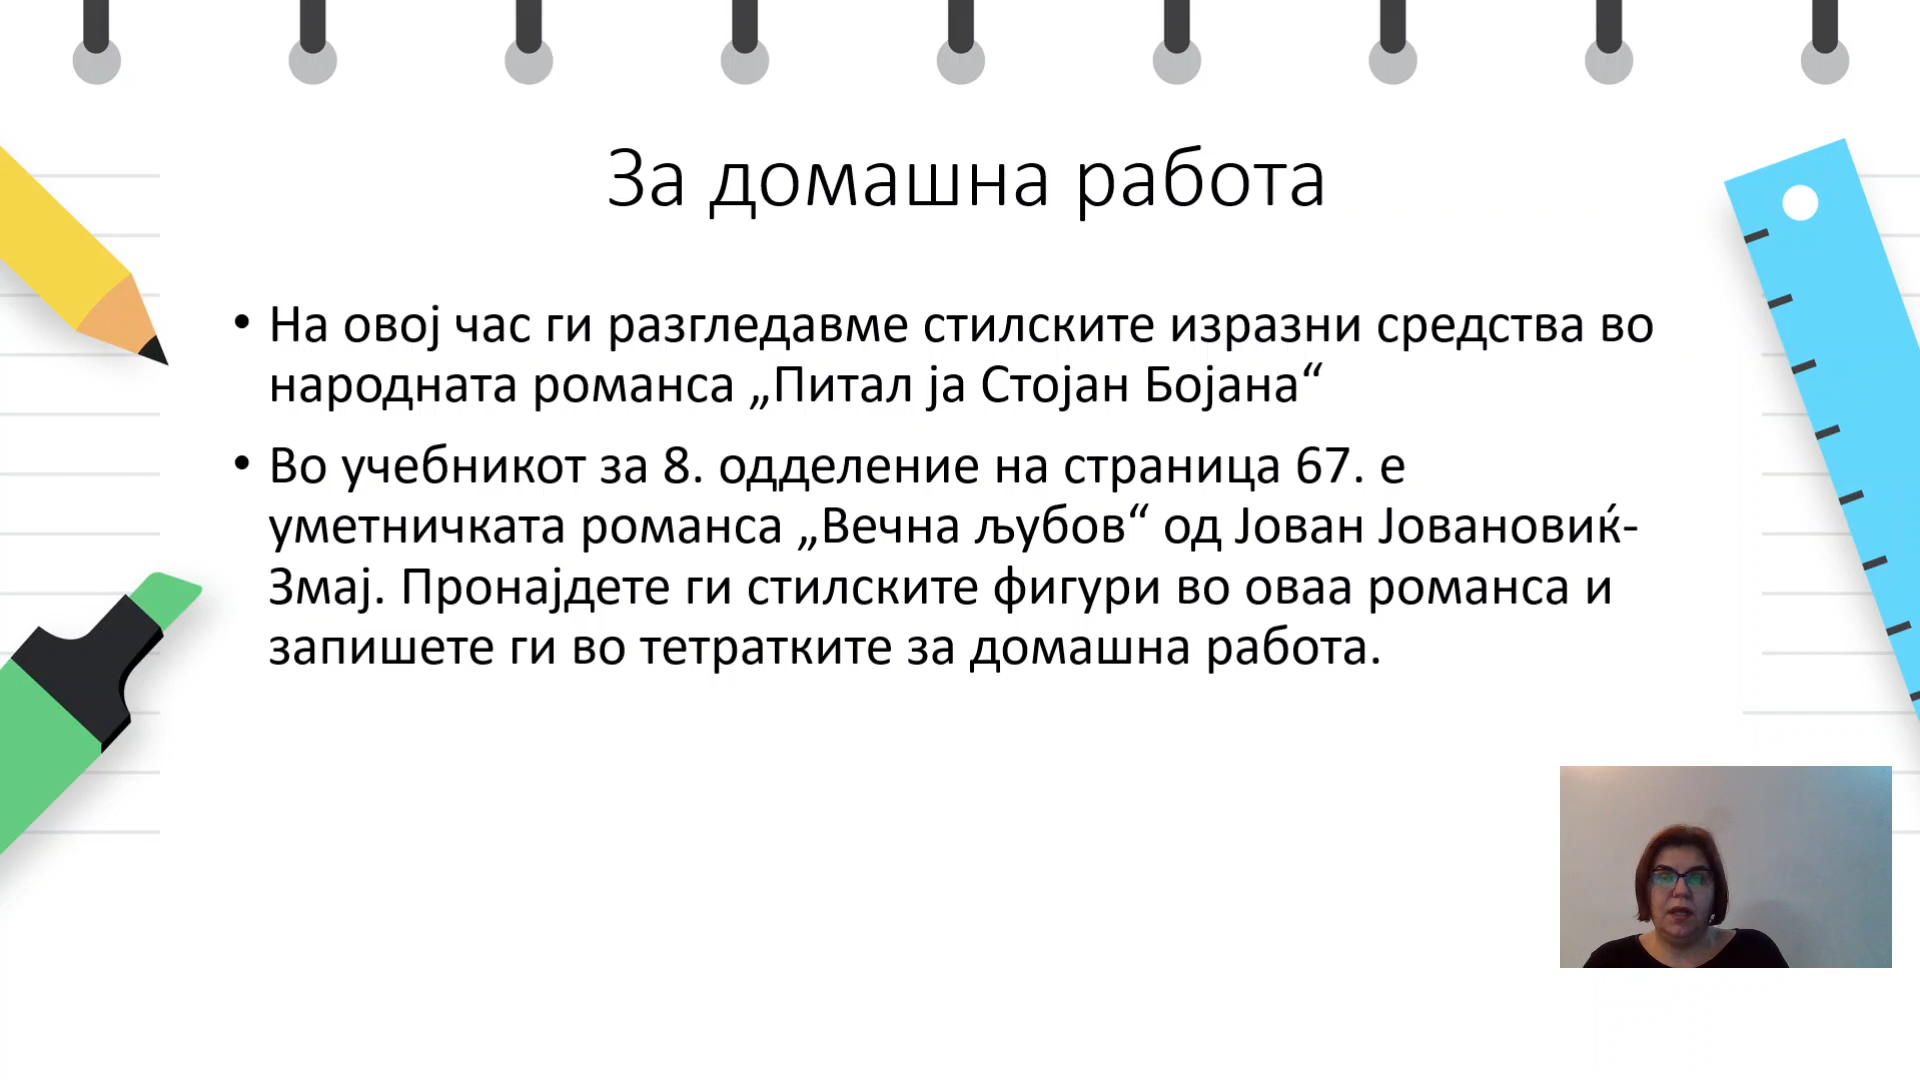 За домашна работа
• На овој час ги разгледавме стилските изразни средства во
народната романса „Питал ја Стојан Бојана“
• Во учебникот за 8. одделение на страница 67. е
уметничката романса „Вечна љубов“ од Јован Јовановиќ-
Змај. Пронајдете ги стилските фигури во оваа романса и
запишете ги во тетратките за домашна работа.